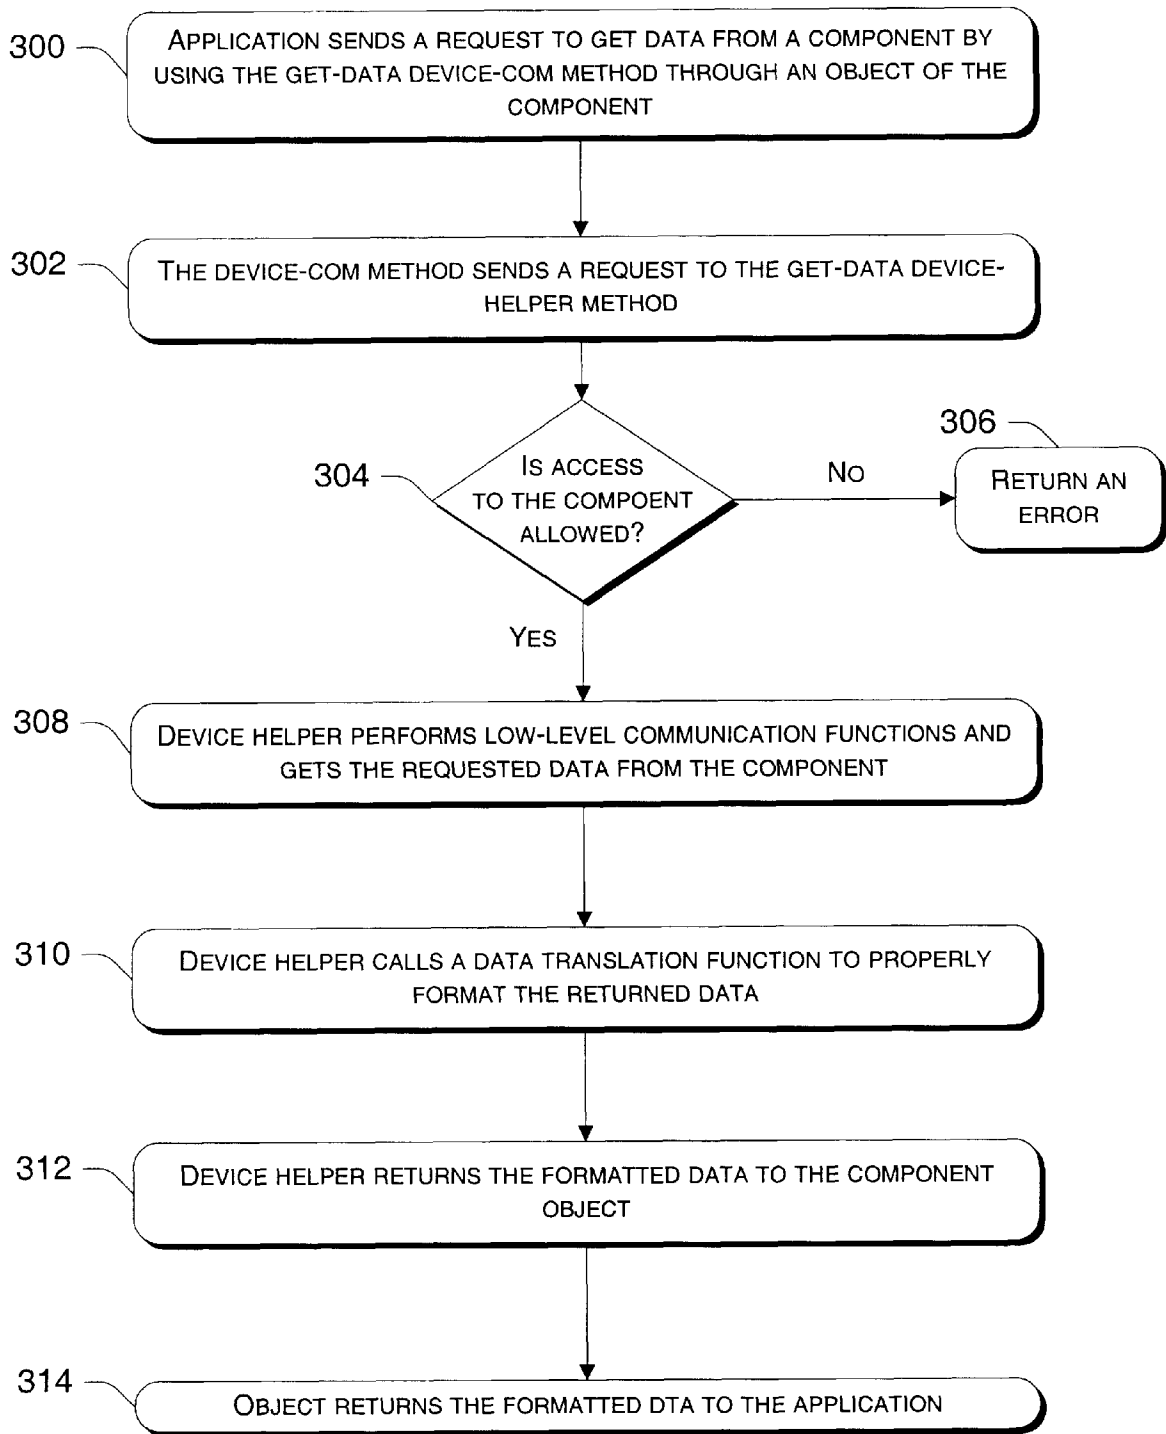 300
APPLICATION SENDS A REQUEST TO GET DATA FROM A COMPONENT BY
USING THE GET-DATA DEVICE-COM METHOD THROUGH AN OBJECT OF THE
COMPONENT
302
THE DEVICE-COM METHOD SENDS A REQUEST TO THE GET-DATA DEVICE-
HELPER METHOD
304
IS ACCESS
TO THE COMPOENT
ALLOWED?
NO
306
RETURN AN
ERROR
YES
308
DEVICE HELPER PERFORMS LOW-LEVEL COMMUNICATION FUNCTIONS AND
GETS THE REQUESTED DATA FROM THE COMPONENT
310
DEVICE HELPER CALLS A DATA TRANSLATION FUNCTION TO PROPERLY
FORMAT THE RETURNED DATA
312
DEVICE HELPER RETURNS THE FORMATTED DATA TO THE COMPONENT
OBJECT
314
OBJECT RETURNS THE FORMATTED DTA TO THE APPLICATION